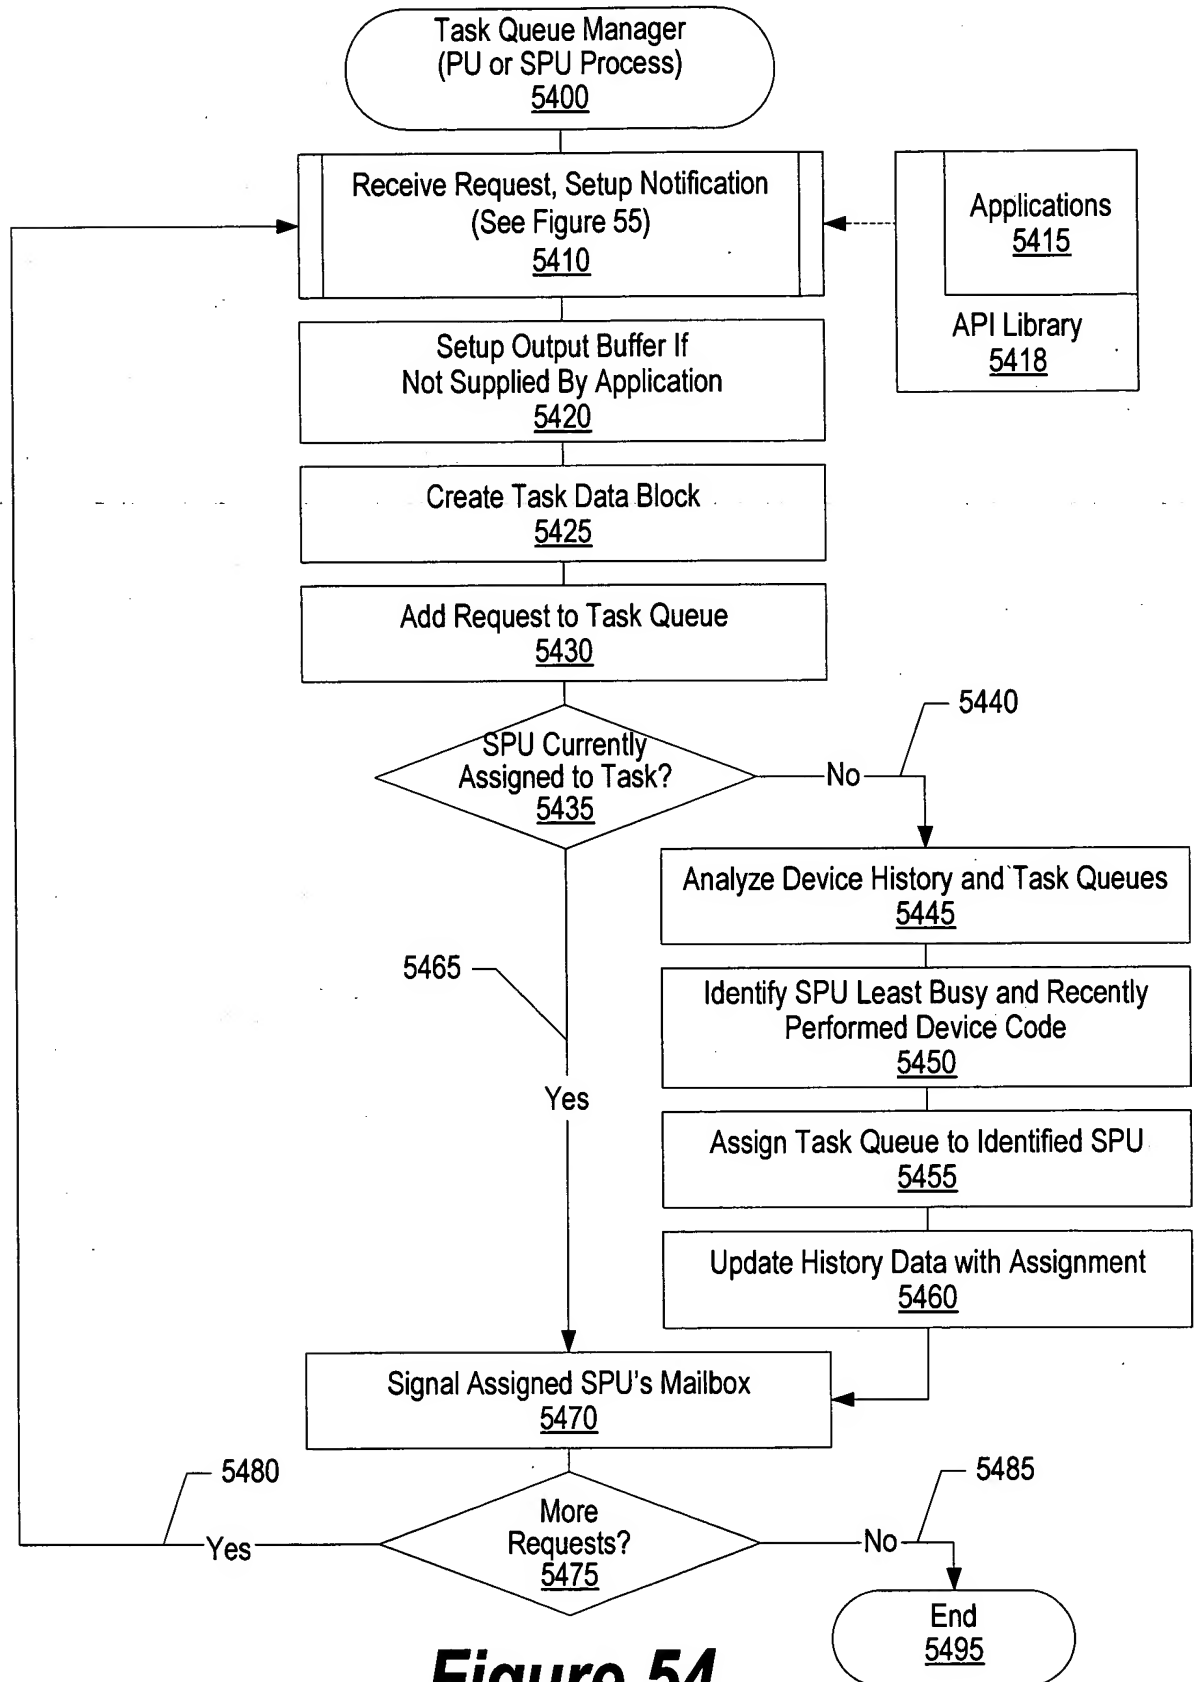 Task Queue Manager
(PU or SPU Process)
5400
Receive Request, Setup Notification
(See Figure 55)
5410
Applications
5415
API Library
5418
Setup Output Buffer If
Not Supplied By Application
5420
Create Task Data Block
5425
Add Request to Task Queue
5430
5440
SPU Currently
Assigned to Task?
5435
No
Analyze Device History and Task Queues
5445
5465
Identify SPU Least Busy and Recently
Performed Device Code
5450
Yes
Assign Task Queue to Identified SPU
5455
Update History Data with Assignment
5460
Signal Assigned SPU's Mailbox
5470
5480
5485
More
Requests?
5475
Yes
No
End
5495
Figure 54